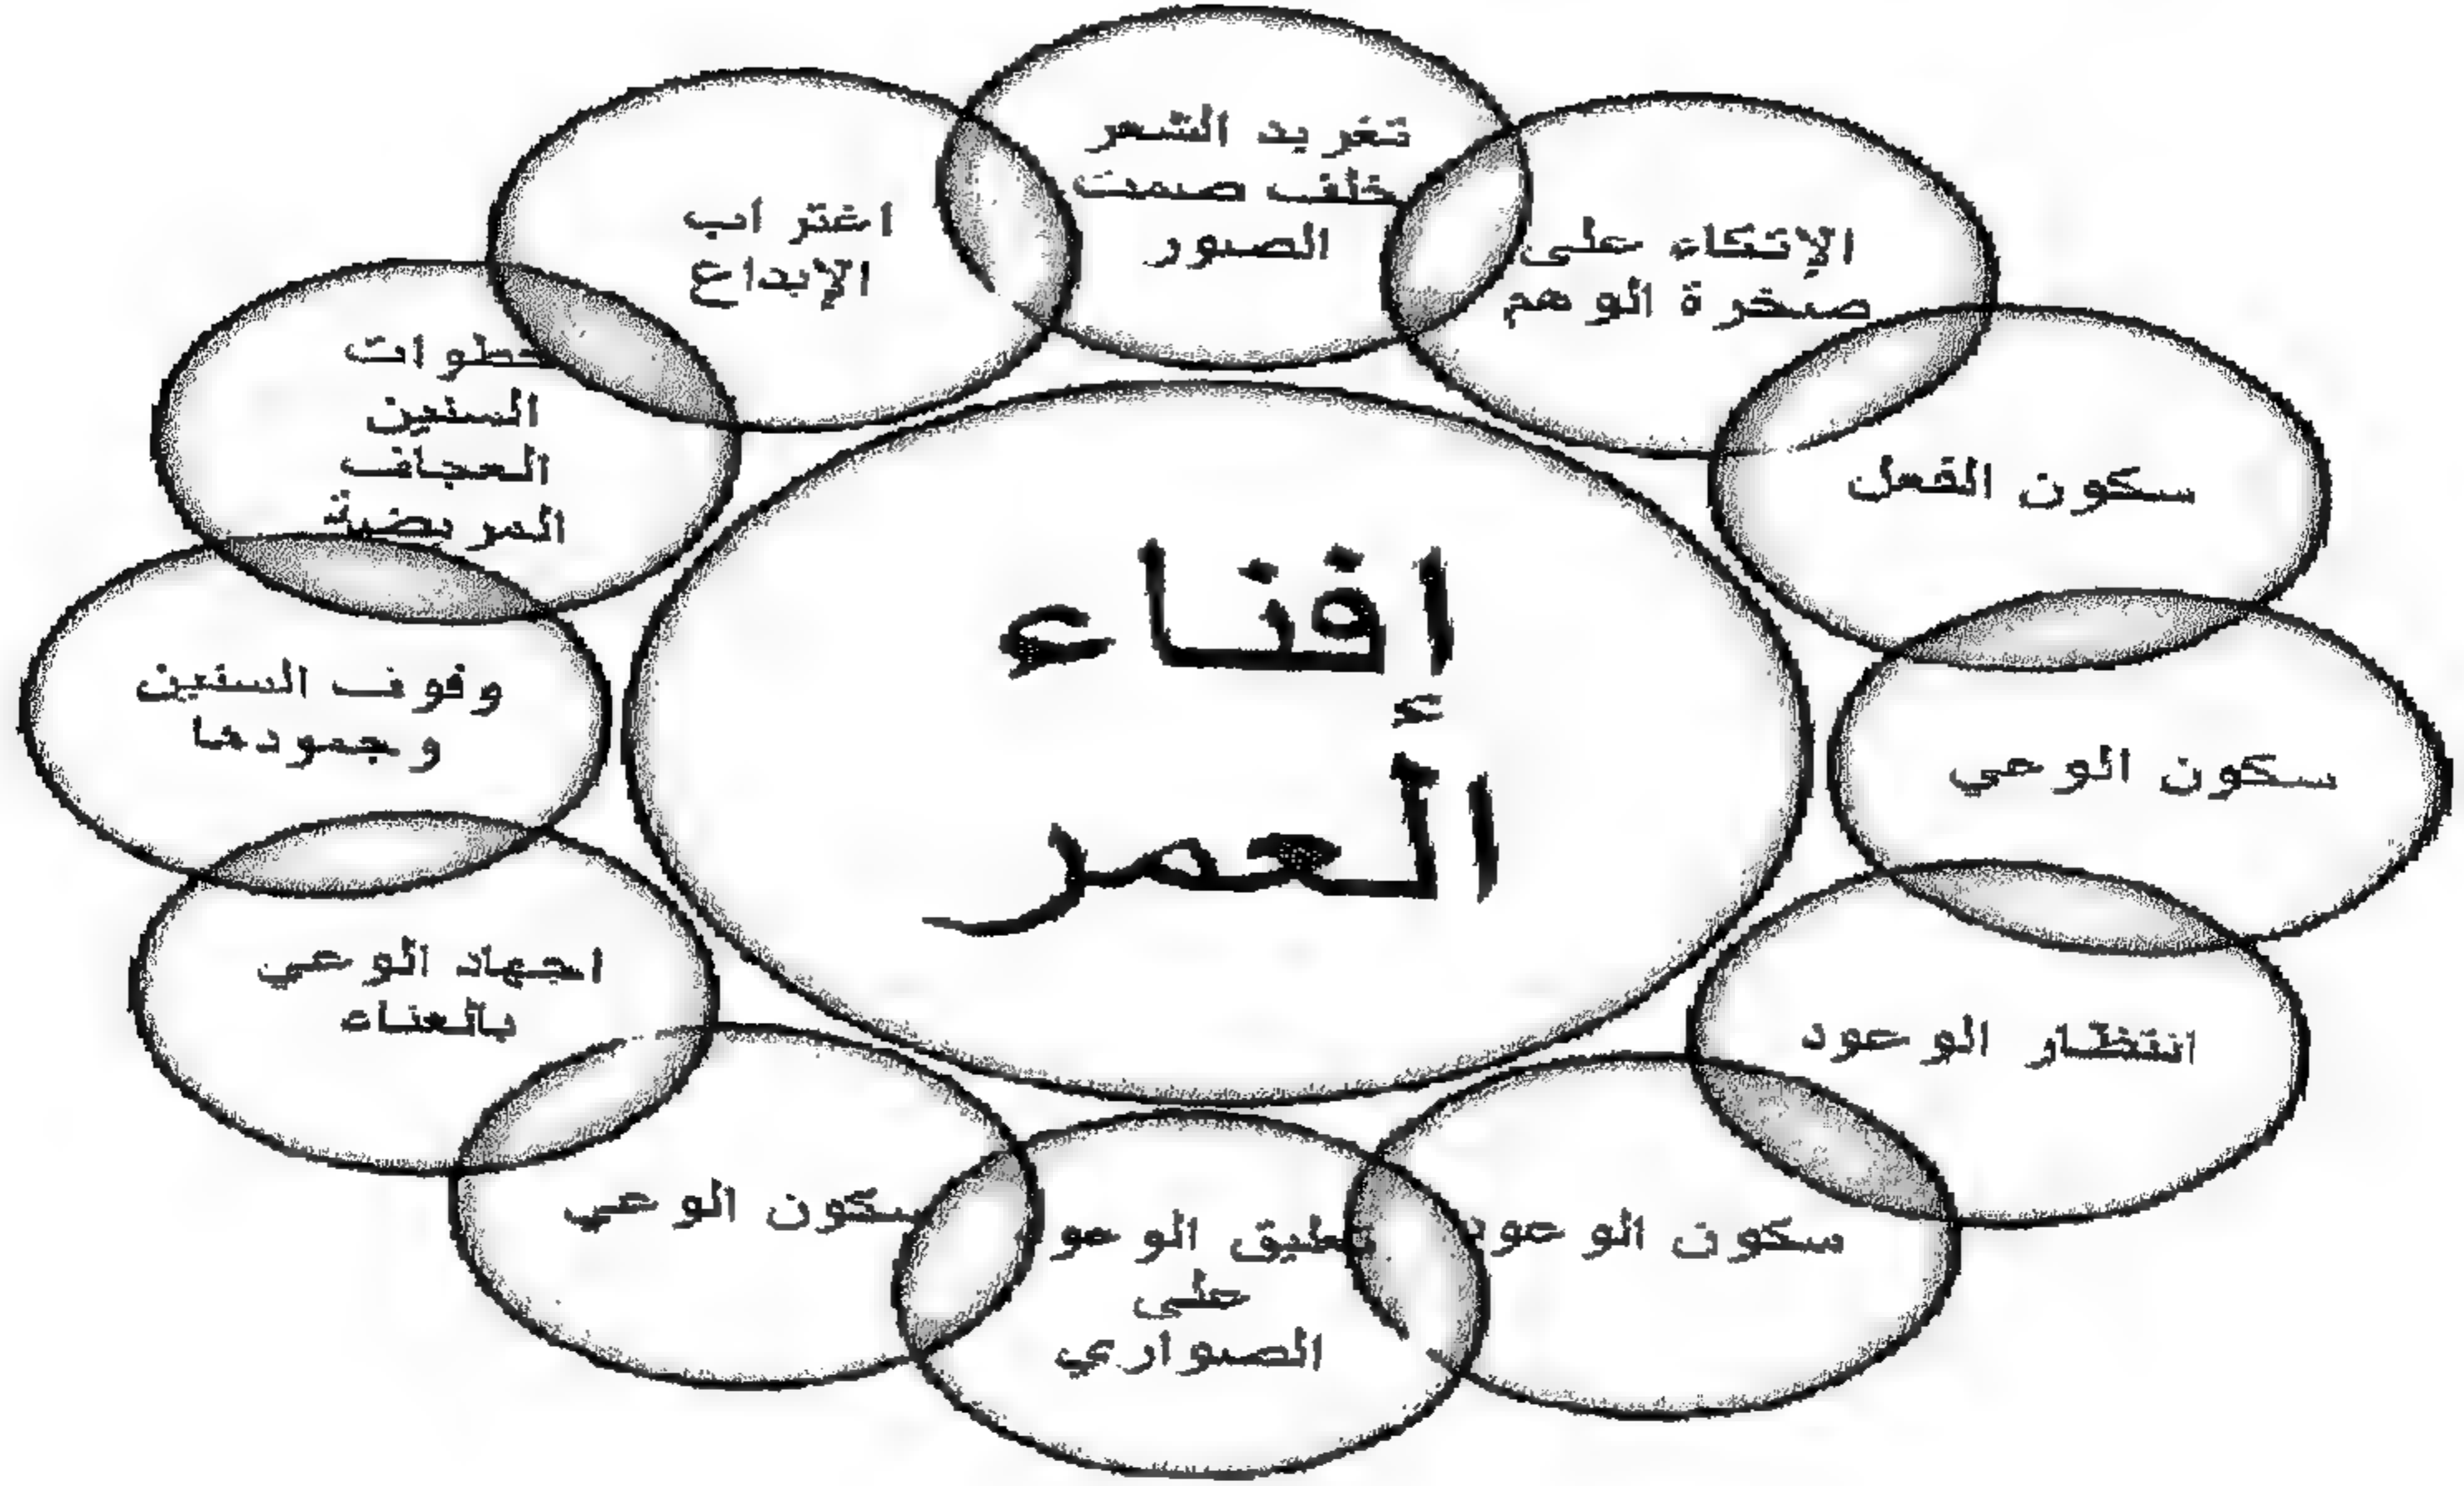 تغريد الشعر
خلف صمت
الصور
الإتكاء على
صخرة الوهم
سكون الفعل
سكون الوعي
انتظار الوعود
سكون الوعود
تعليق الوعود
على
الصواري
سكون الوعي
اجهاد الوعي
بالعناء
وقوف السنين
وجمودها
خطوات
السنين
العجاف
المريضة
اغتراب
الإبداع
إفناء
العمر